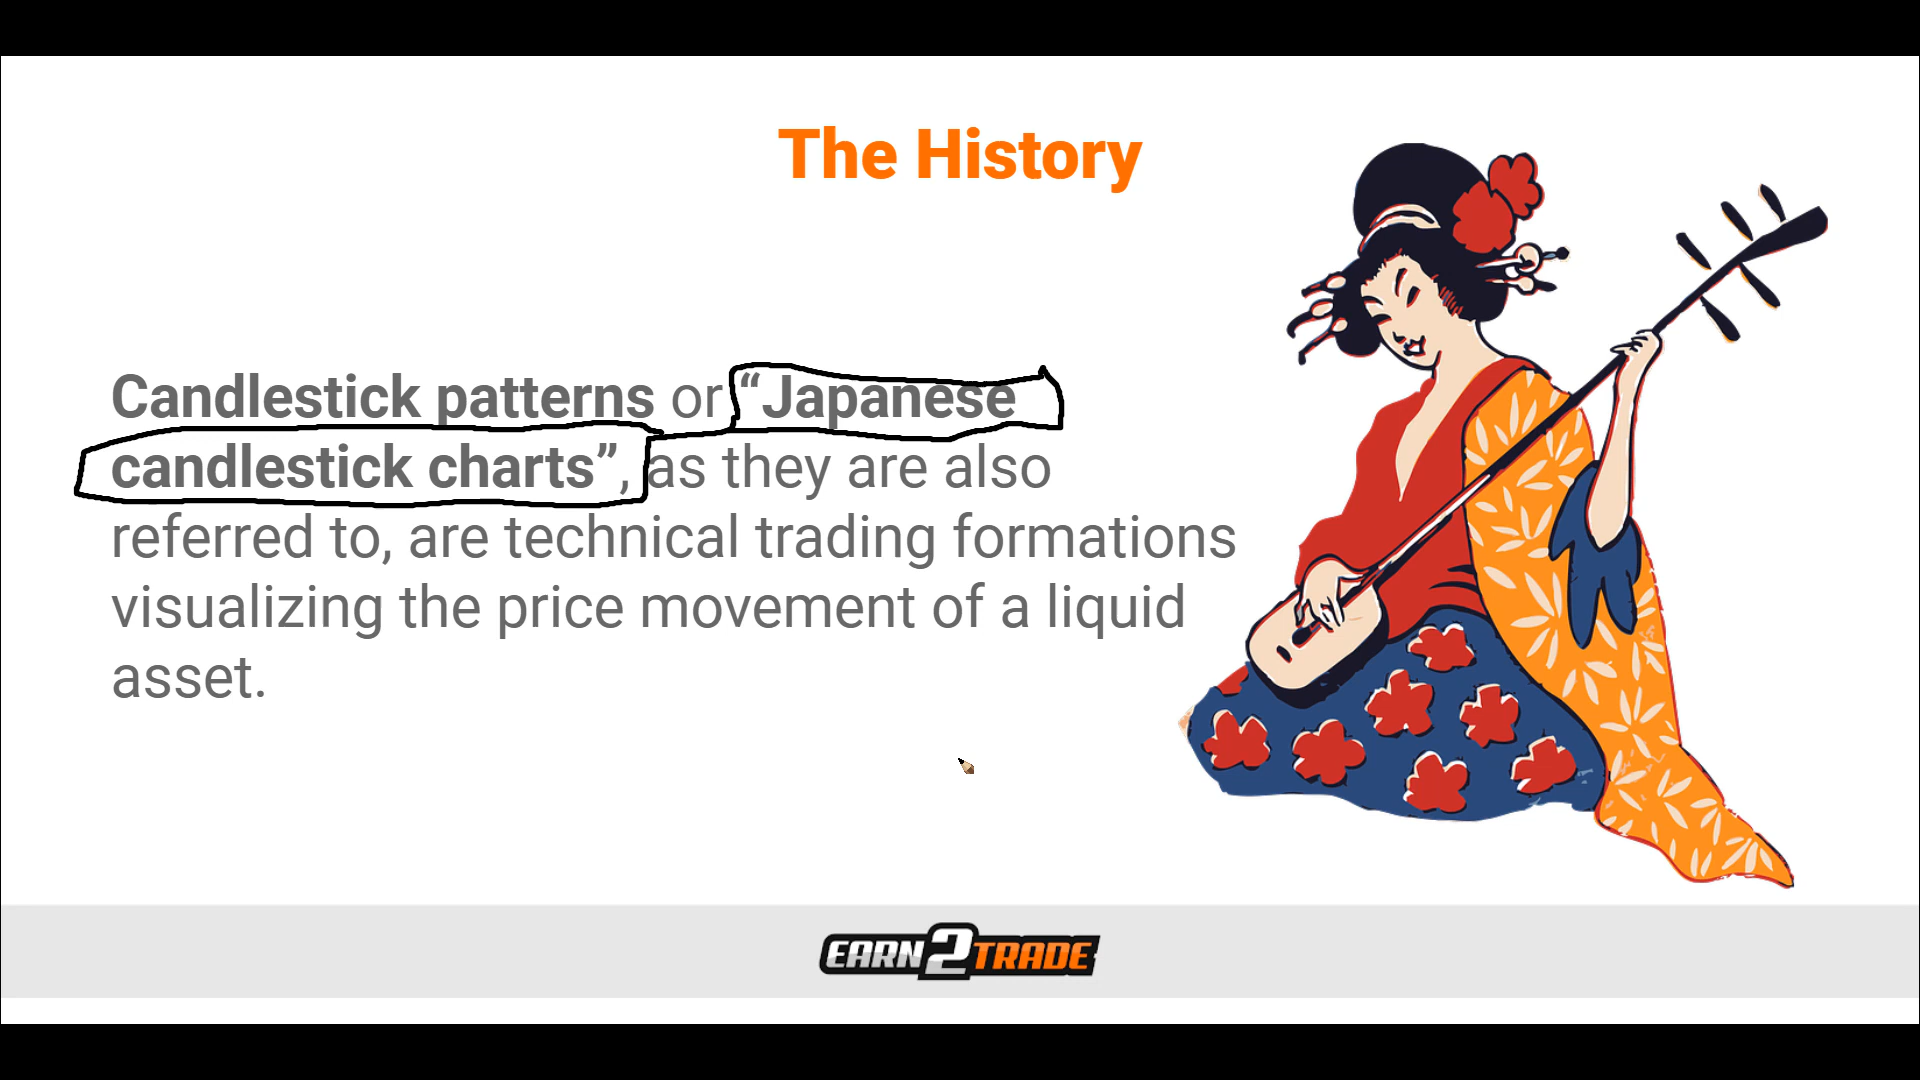 The History
Candlestick patterns or “Japanese
candlestick charts”, as they are also
referred to, are technical trading formations
visualizing the price movement of a liquid
asset.
EARN2TRADE